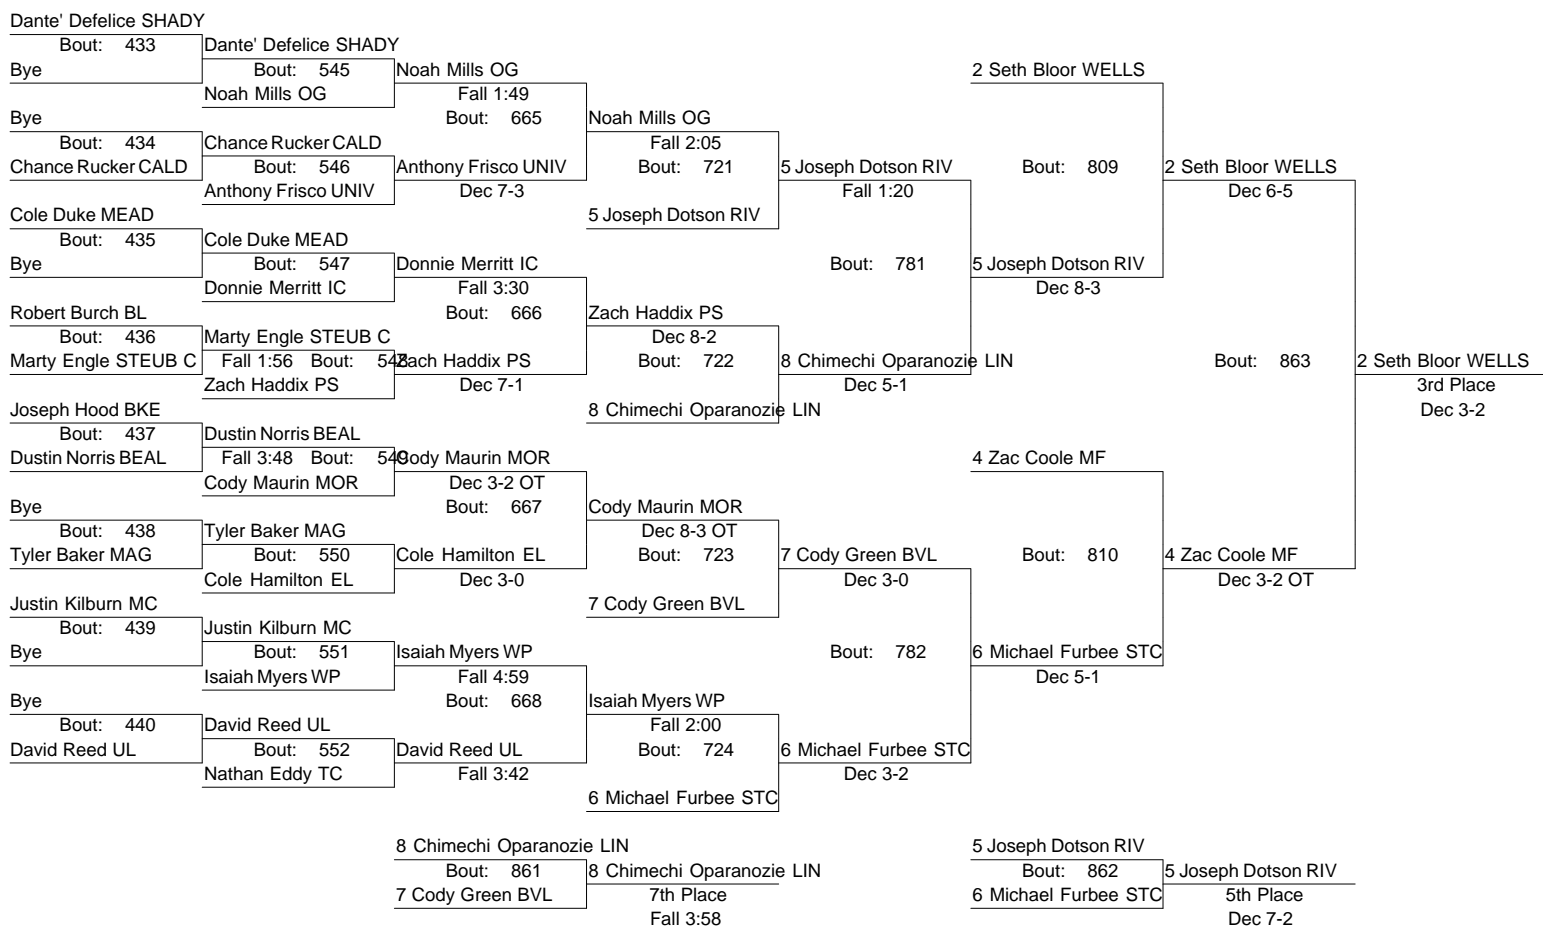 Dante' Defelice SHADY
Bout: 433 Dante' Defelice SHADY
Bye Bout: 545 Noah Mills OG 2 Seth Bloor WELLS
Noah Mills OG Fall 1:49
Bye Bout: 665 Noah Mills OG
Bout: 434 Chance Rucker CALD Fall 2:05
Chance Rucker CALD Bout: 546 Anthony Frisco UNIV Bout: 721 5 Joseph Dotson RIV Bout: 809 2 Seth Bloor WELLS
Anthony Frisco UNIV Dec 7-3 Fall 1:20 Dec 6-5
Cole Duke MEAD 5 Joseph Dotson RIV
Bout: 435 Cole Duke MEAD
Bye Bout: 547 Donnie Merritt IC Bout: 781 5 Joseph Dotson RIV
Donnie Merritt IC Fall 3:30 Dec 8-3
Robert Burch BL Bout: 666 Zach Haddix PS
Bout: 436 Marty Engle STEUB C Dec 8-2
Marty Engle STEUB C Fall 1:56 Bout: 548 Zach Haddix PS Bout: 722 8 Chimechi Oparanozie LIN Bout: 863 2 Seth Bloor WELLS
Zach Haddix PS Dec 7-1 Dec 5-1 3rd Place
Joseph Hood BKE 8 Chimechi Oparanozie LIN Dec 3-2
Bout: 437 Dustin Norris BEAL
Dustin Norris BEAL Fall 3:48 Bout: 549 Cody Maurin MOR 4 Zac Coole MF
Cody Maurin MOR Dec 3-2 OT
Bye Bout: 667 Cody Maurin MOR
Bout: 438 Tyler Baker MAG Dec 8-3 OT
Tyler Baker MAG Bout: 550 Cole Hamilton EL Bout: 723 7 Cody Green BVL Bout: 810 4 Zac Coole MF
Cole Hamilton EL Dec 3-0 Dec 3-0 Dec 3-2 OT
Justin Kilburn MC 7 Cody Green BVL
Bout: 439 Justin Kilburn MC
Bye Bout: 551 Isaiah Myers WP Bout: 782 6 Michael Furbee STC
Isaiah Myers WP Fall 4:59 Dec 5-1
Bye Bout: 668 Isaiah Myers WP
Bout: 440 David Reed UL Fall 2:00
David Reed UL Bout: 552 David Reed UL Bout: 724 6 Michael Furbee STC
Nathan Eddy TC Fall 3:42 Dec 3-2
6 Michael Furbee STC
8 Chimechi Oparanozie LIN 5 Joseph Dotson RIV
Bout: 861 8 Chimechi Oparanozie LIN Bout: 862 5 Joseph Dotson RIV
7 Cody Green BVL 7th Place 6 Michael Furbee STC 5th Place
Fall 3:58 Dec 7-2